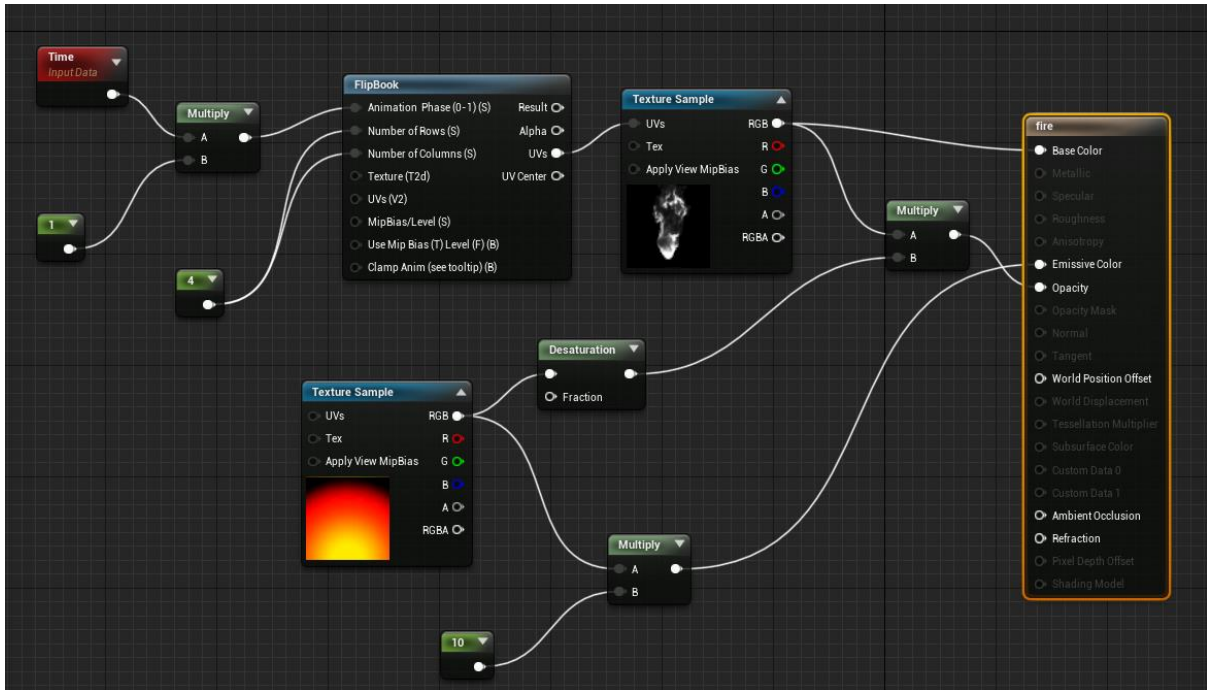 Time
Input Data
Multiply
A
B
1
4
FlipBook
Animation Phase (0-1) (S)
Result
Number of Rows (S)
Alpha
Number of Columns (S)
UVs
Texture (T2d)
UV Center
UVs (V2)
MipBias/Level (S)
Use Mip Bias (T) Level (F) (B)
Clamp Anim (see tooltip) (B)
Texture Sample
UVs
RGB
Tex
R
Apply View MipBias
G
B
A
RGBA
Multiply
A
B
Desaturation
Fraction
Texture Sample
UVs
RGB
Tex
R
Apply View MipBias
G
B
A
RGBA
Multiply
A
B
10
fire
Base Color
Metallic
Specular
Roughness
Anisotropy
Emissive Color
Opacity
Opacity Mask
Normal
Tangent
World Position Offset
World Displacement
Tessellation Multiplier
Subsurface Color
Custom Data 0
Custom Data 1
Ambient Occlusion
Refraction
Pixel Depth Offset
Shading Model